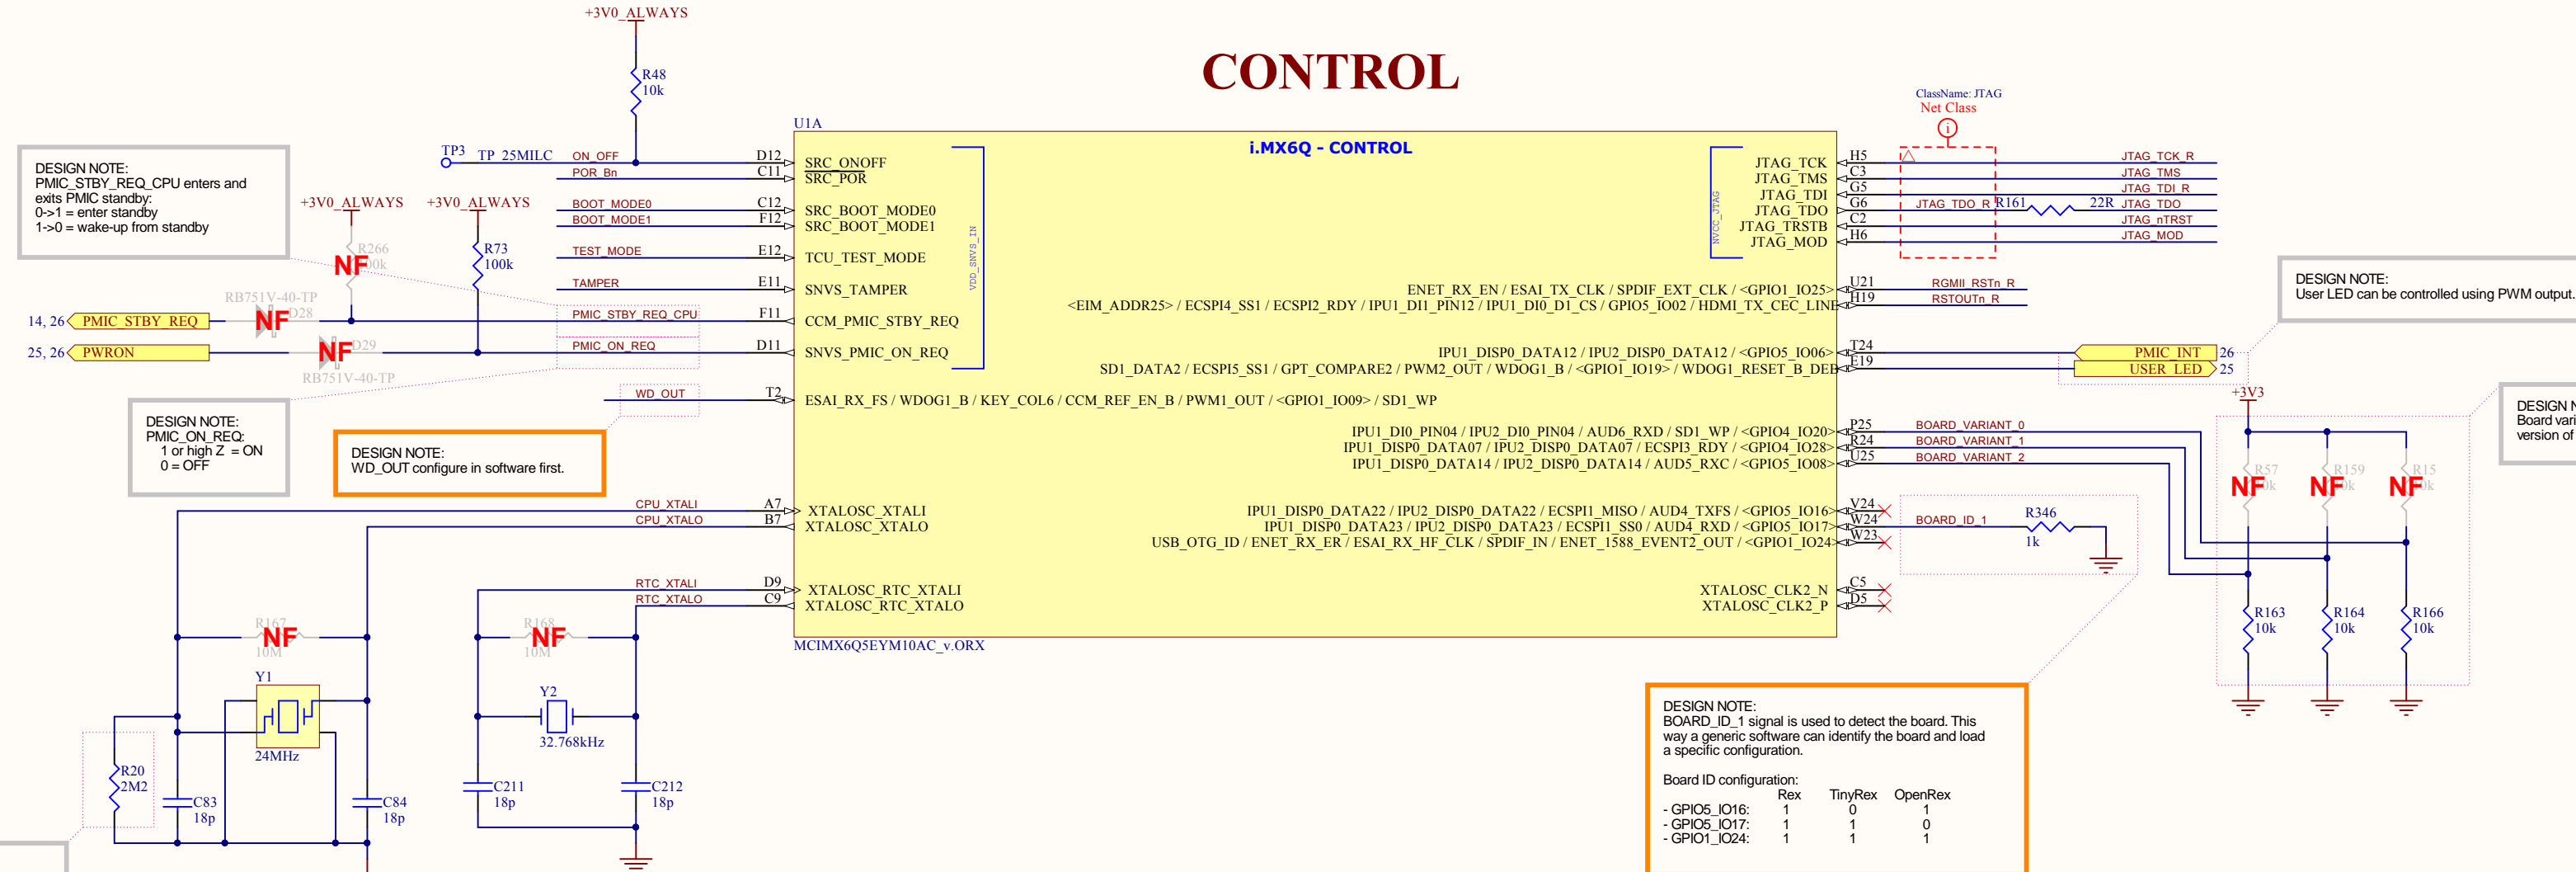 +3V0_ALWAYS
CONTROL
R48
10k
ClassName: JTAG
Net Class
i
U1A
i.MX6Q - CONTROL
DESIGN NOTE:
PMIC_STBY_REQ_CPU enters and
exits PMIC standby:
0->1 = enter standby
1->0 = wake-up from standby
TP3 TP_25MILC ON_OFF D12 SRC_ONOFF
POR_Bn C11 SRC_POR
BOOT_MODE0 C12 SRC_BOOT_MODE0
BOOT_MODE1 F12 SRC_BOOT_MODE1
TEST_MODE E12 TCU_TEST_MODE
TAMPER E11 SNVS_TAMPER
VDD_SNVS_IN
+3V0_ALWAYS
+3V0_ALWAYS
R266
NF
R73
100k
RB751V-40-TP
14, 26 PMIC_STBY_REQ NF D28 PMIC_STBY_REQ_CPU F11 CCM_PMIC_STBY_REQ
25, 26 PWRON NF D29 PMIC_ON_REQ D11 SNVS_PMIC_ON_REQ
RB751V-40-TP
WD_OUT T2 ESAI_RX_FS / WDOG1_B / KEY_COL6 / CCM_REF_EN_B / PWM1_OUT / <GPIO1_IO09> / SD1_WP
DESIGN NOTE:
PMIC_ON_REQ:
1 or high Z = ON
0 = OFF
DESIGN NOTE:
WD_OUT configure in software first.
CPU_XTALI A7 XTALOSC_XTALI
CPU_XTALO B7 XTALOSC_XTALO
RTC_XTALI D9 XTALOSC_RTC_XTALI
RTC_XTALO C9 XTALOSC_RTC_XTALO
MCIMX6Q5EYM10AC_v.ORX
R167
NF
10M
R168
NF
10M
Y1
24MHz
Y2
32.768kHz
R20
2M2
C83
18p
C84
18p
C211
18p
C212
18p
NVCC_JTAG
JTAG_TCK H5 JTAG_TCK_R
JTAG_TMS C3 JTAG_TMS
JTAG_TDI G5 JTAG_TDI_R
JTAG_TDO G6 JTAG_TDO_R R161 22R JTAG_TDO
JTAG_TRSTB C2 JTAG_nTRST
JTAG_MOD H6 JTAG_MOD
ENET_RX_EN / ESAI_TX_CLK / SPDIF_EXT_CLK / <GPIO1_IO25> U21 RGMII_RSTn_R
<EIM_ADDR25> / ECSPI4_SS1 / ECSPI2_RDY / IPU1_DI1_PIN12 / IPU1_DI0_D1_CS / GPIO5_IO02 / HDMI_TX_CEC_LINE H19 RSTOUTn_R
IPU1_DISP0_DATA12 / IPU2_DISP0_DATA12 / <GPIO5_IO06> T24 PMIC_INT 26
SD1_DATA2 / ECSPI5_SS1 / GPT_COMPARE2 / PWM2_OUT / WDOG1_B / <GPIO1_IO19> / WDOG1_RESET_B_DEB E19 USER_LED 25
IPU1_DI0_PIN04 / IPU2_DI0_PIN04 / AUD6_RXD / SD1_WP / <GPIO4_IO20> P25 BOARD_VARIANT_0
IPU1_DISP0_DATA07 / IPU2_DISP0_DATA07 / ECSPI3_RDY / <GPIO4_IO28> R24 BOARD_VARIANT_1
IPU1_DISP0_DATA14 / IPU2_DISP0_DATA14 / AUD5_RXC / <GPIO5_IO08> U25 BOARD_VARIANT_2
IPU1_DISP0_DATA22 / IPU2_DISP0_DATA22 / ECSPI1_MISO / AUD4_TXFS / <GPIO5_IO16> V24
IPU1_DISP0_DATA23 / IPU2_DISP0_DATA23 / ECSPI1_SS0 / AUD4_RXD / <GPIO5_IO17> W24 BOARD_ID_1 R346
1k
USB_OTG_ID / ENET_RX_ER / ESAI_RX_HF_CLK / SPDIF_IN / ENET_1588_EVENT2_OUT / <GPIO1_IO24> W23
XTALOSC_CLK2_N C5
XTALOSC_CLK2_P D5
DESIGN NOTE:
User LED can be controlled using PWM output.
+3V3
R57
NF
R159
NF
R15
NF
R163
10k
R164
10k
R166
10k
version of
DESIGN NOTE:
BOARD_ID_1 signal is used to detect the board. This
way a generic software can identify the board and load
a specific configuration.
Board ID configuration:
Rex TinyRex OpenRex
- GPIO5_IO16: 1 0 1
- GPIO5_IO17: 1 1 0
- GPIO1_IO24: 1 1 1